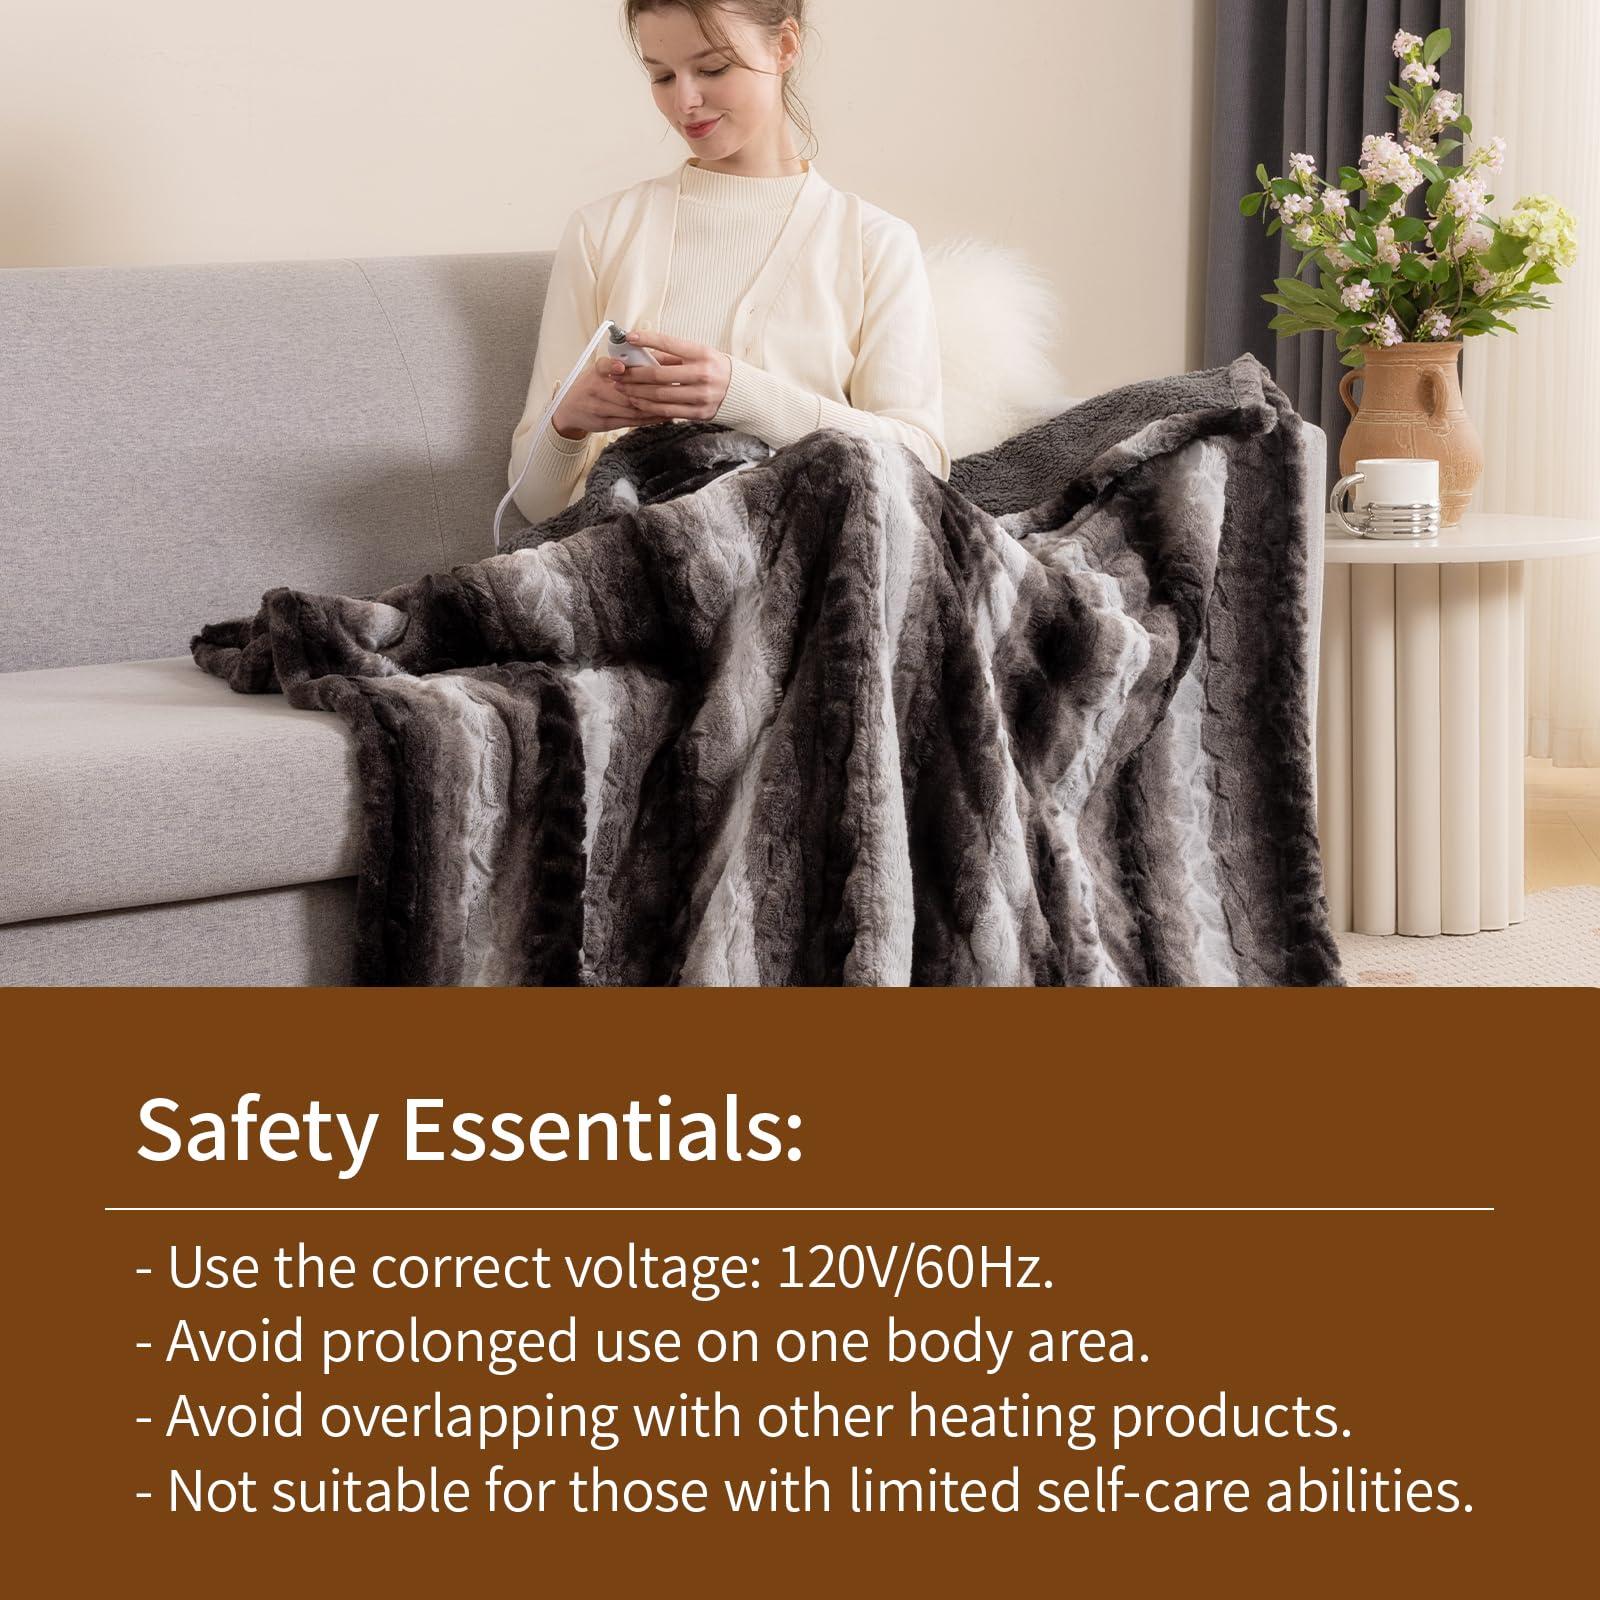 Safety Essentials:
- Use the correct voltage: 120V/60Hz.
- Avoid prolonged use on one body area.
- Avoid overlapping with other heating products.
- Not suitable for those with limited self-care abilities.